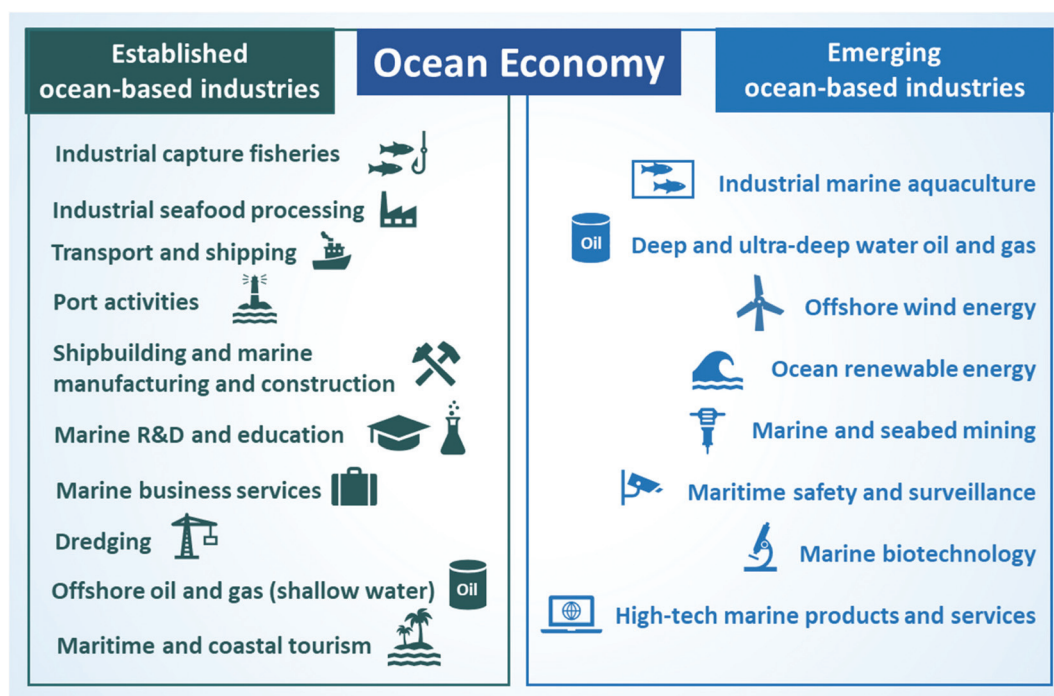 Ocean Economy
Established
ocean-based industries
Industrial capture fisheries
Industrial seafood processing
Transport and shipping
Port activities
Shipbuilding and marine
manufacturing and construction
Marine R&D and education
Marine business services
Dredging
Offshore oil and gas (shallow water)
Oil
Maritime and coastal tourism
Emerging
ocean-based industries
Industrial marine aquaculture
Oil
Deep and ultra-deep water oil and gas
Offshore wind energy
Ocean renewable energy
Marine and seabed mining
Maritime safety and surveillance
Marine biotechnology
High-tech marine products and services